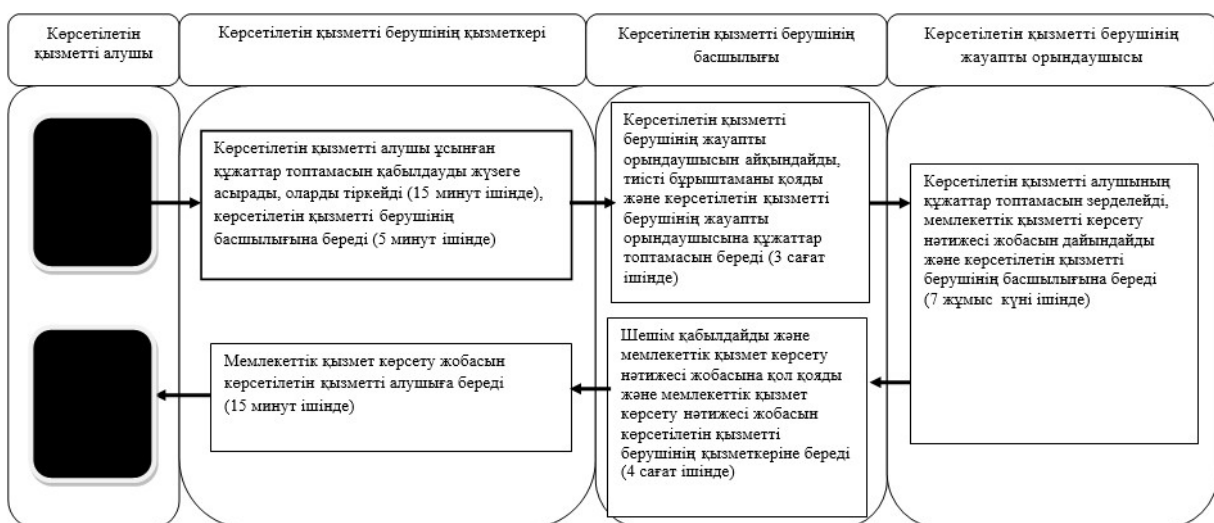 Көрсетілетін
қызметті алушы
Көрсетілетін қызметті берушінің қызметкері
Көрсетілетін қызметті берушінің
басшылығы
Көрсетілетін қызметті берушінің
жауапты орындаушысы
Көрсетілетін қызметті алушы ұсынған
құжаттар топтамасын қабылдауды жүзеге
асырады, оларды тіркейді (15 минут ішінде),
көрсетілетін қызметті берушінің
басшылығына береді (5 минут ішінде)
Көрсетілетін қызметті
берушінің жауапты
орындаушысын айқындайды,
тиісті бұрыштаманы қояды
және көрсетілетін қызметті
берушінің жауапты
орындаушысына құжаттар
топтамасын береді (3 сағат
ішінде)
Көрсетілетін қызметті алушының
құжаттар топтамасын зерделейді,
мемлекеттік қызметті көрсету
нәтижесі жобасын дайындайды
және көрсетілетін қызметті
берушінің басшылығына береді
(7 жұмыс күні ішінде)
Шешім қабылдайды және
мемлекеттік қызмет көрсету
нәтижесі жобасына қол қояды
және мемлекеттік қызмет
көрсету нәтижесі жобасын
көрсетілетін қызметті
берушінің қызметкеріне береді
(4 сағат ішінде)
Мемлекеттік қызмет көрсету жобасын
көрсетілетін қызметті алушыға береді
(15 минут ішінде)